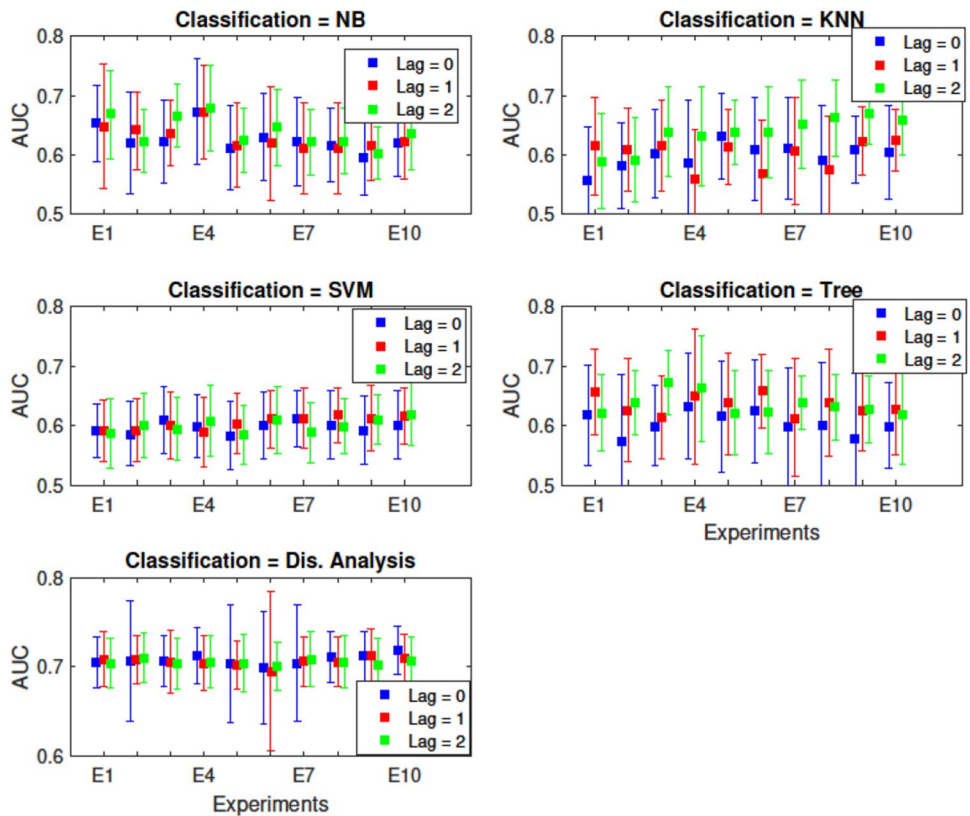 Classification = NB
0.8
0.7
0.6
0.5
AUC
Lag = 0
Lag = 1
Lag = 2
E1 E4 E7 E10
Classification = KNN
0.8
0.7
0.6
0.5
AUC
Lag = 0
Lag = 1
Lag = 2
E1 E4 E7 E10
Classification = SVM
0.8
0.7
0.6
0.5
AUC
Lag = 0
Lag = 1
Lag = 2
E1 E4 E7 E10
Classification = Tree
0.8
0.7
0.6
0.5
AUC
Lag = 0
Lag = 1
Lag = 2
E1 E4 E7 E10
Experiments
Classification = Dis. Analysis
0.8
0.7
0.6
AUC
Lag = 0
Lag = 1
Lag = 2
E1 E4 E7 E10
Experiments